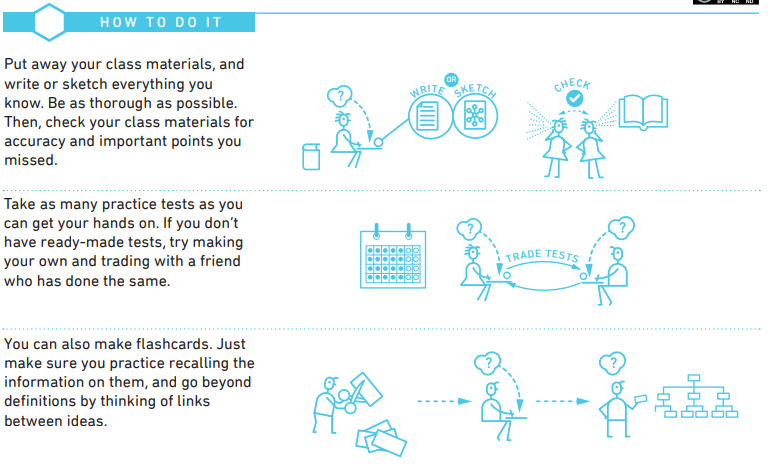 BY NC ND
HOW TO DO IT
Put away your class materials, and
write or sketch everything you
know. Be as thorough as possible.
Then, check your class materials for
accuracy and important points you
missed.
?
WRITE OR SKETCH
CHECK
Take as many practice tests as you
can get your hands on. If you don’t
have ready-made tests, try making
your own and trading with a friend
who has done the same.
?
TRADE TESTS
?
You can also make flashcards. Just
make sure you practice recalling the
information on them, and go beyond
definitions by thinking of links
between ideas.
?
?